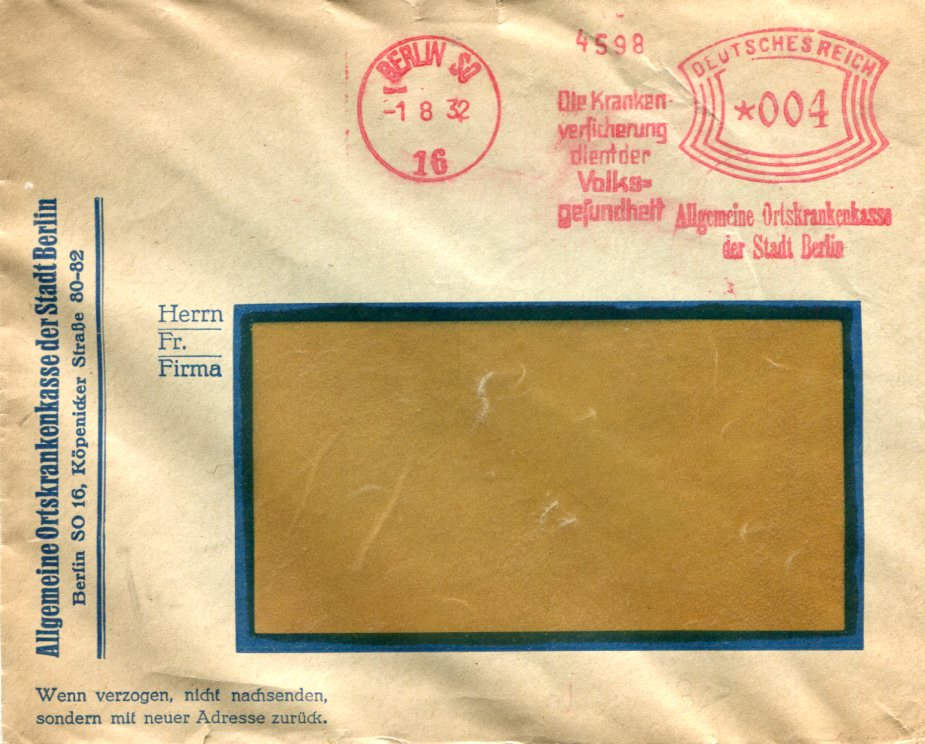 4598
BERLIN SO
-1 8 32
16
Die Kranken-
versicherung
dient der
Volks-
gesundheit
DEUTSCHES REICH
*004
Allgemeine Ortskrankenkasse
der Stadt Berlin
Allgemeine Ortskrankenkasse der Stadt Berlin
Berlin SO 16, Köpenicker Straße 80-82
Herrn
Fr.
Firma
Wenn verzogen, nicht nachsenden,
sondern mit neuer Adresse zurück.